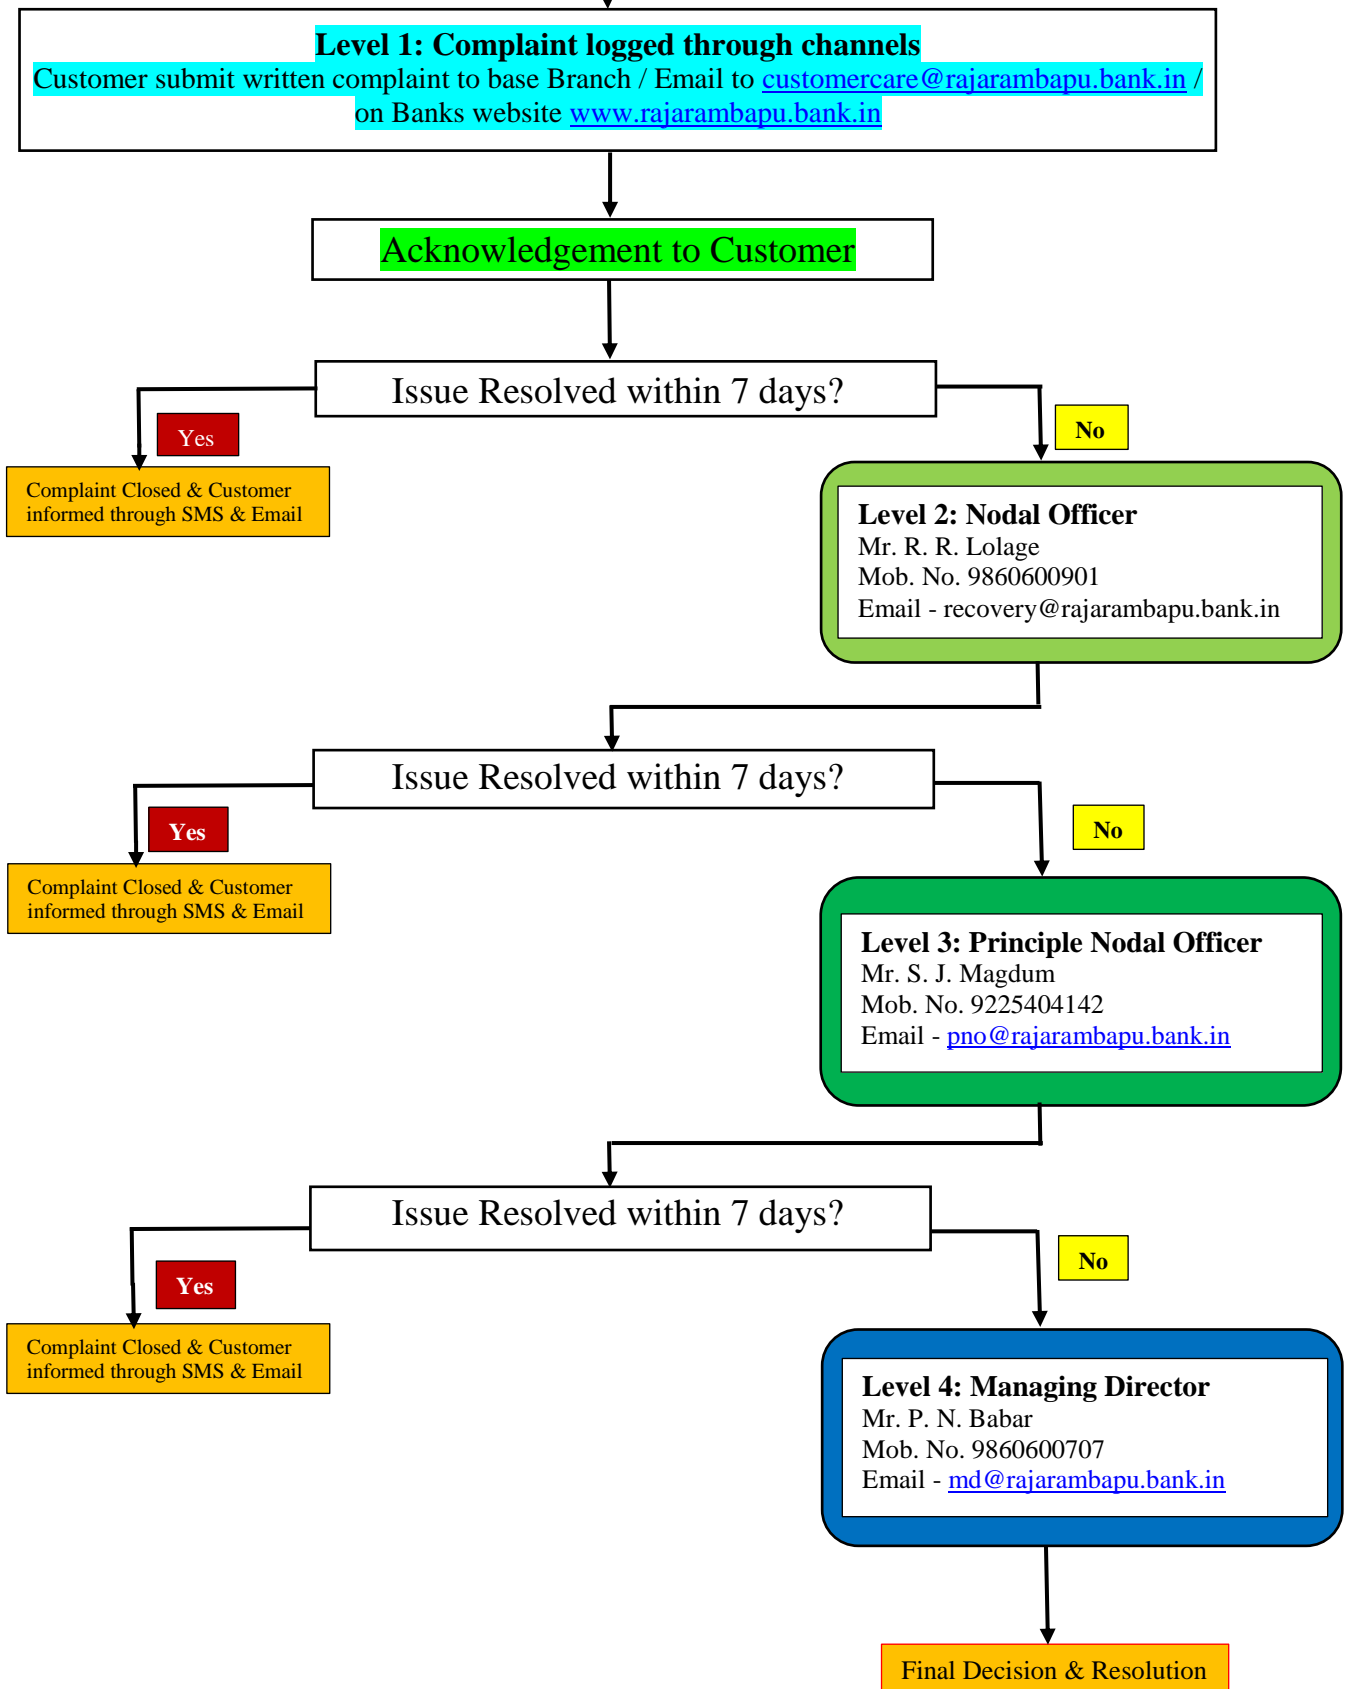 Level 1: Complaint logged through channels
Customer submit written complaint to base Branch / Email to customercare@rajarambapu.bank.in /
on Banks website www.rajarambapu.bank.in
Acknowledgement to Customer
Issue Resolved within 7 days?
Yes
No
Complaint Closed & Customer
informed through SMS & Email
Level 2: Nodal Officer
Mr. R. R. Lolage
Mob. No. 9860600901
Email - recovery@rajarambapu.bank.in
Issue Resolved within 7 days?
Yes
No
Complaint Closed & Customer
informed through SMS & Email
Level 3: Principle Nodal Officer
Mr. S. J. Magdum
Mob. No. 9225404142
Email - pno@rajarambapu.bank.in
Issue Resolved within 7 days?
Yes
No
Complaint Closed & Customer
informed through SMS & Email
Level 4: Managing Director
Mr. P. N. Babar
Mob. No. 9860600707
Email - md@rajarambapu.bank.in
Final Decision & Resolution